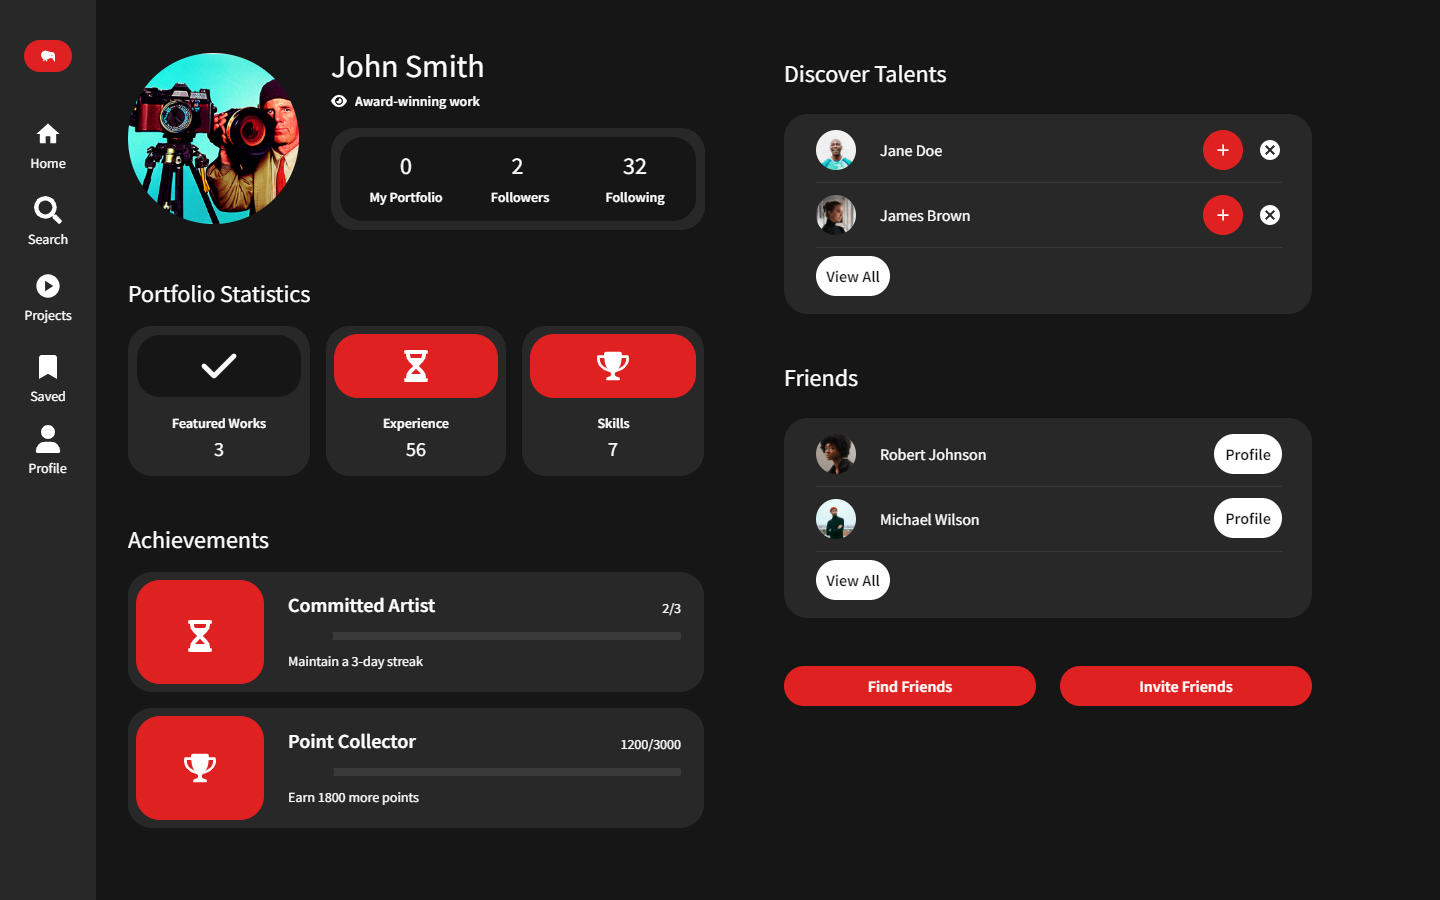 Home
Search
Projects
Saved
Profile
John Smith
Award-winning work
0
My Portfolio
2
Followers
32
Following
Portfolio Statistics
Featured Works
3
Experience
56
Skills
7
Achievements
Committed Artist
2/3
Maintain a 3-day streak
Point Collector
1200/3000
Earn 1800 more points
Discover Talents
Jane Doe
James Brown
View All
Friends
Robert Johnson
Profile
Michael Wilson
Profile
View All
Find Friends
Invite Friends